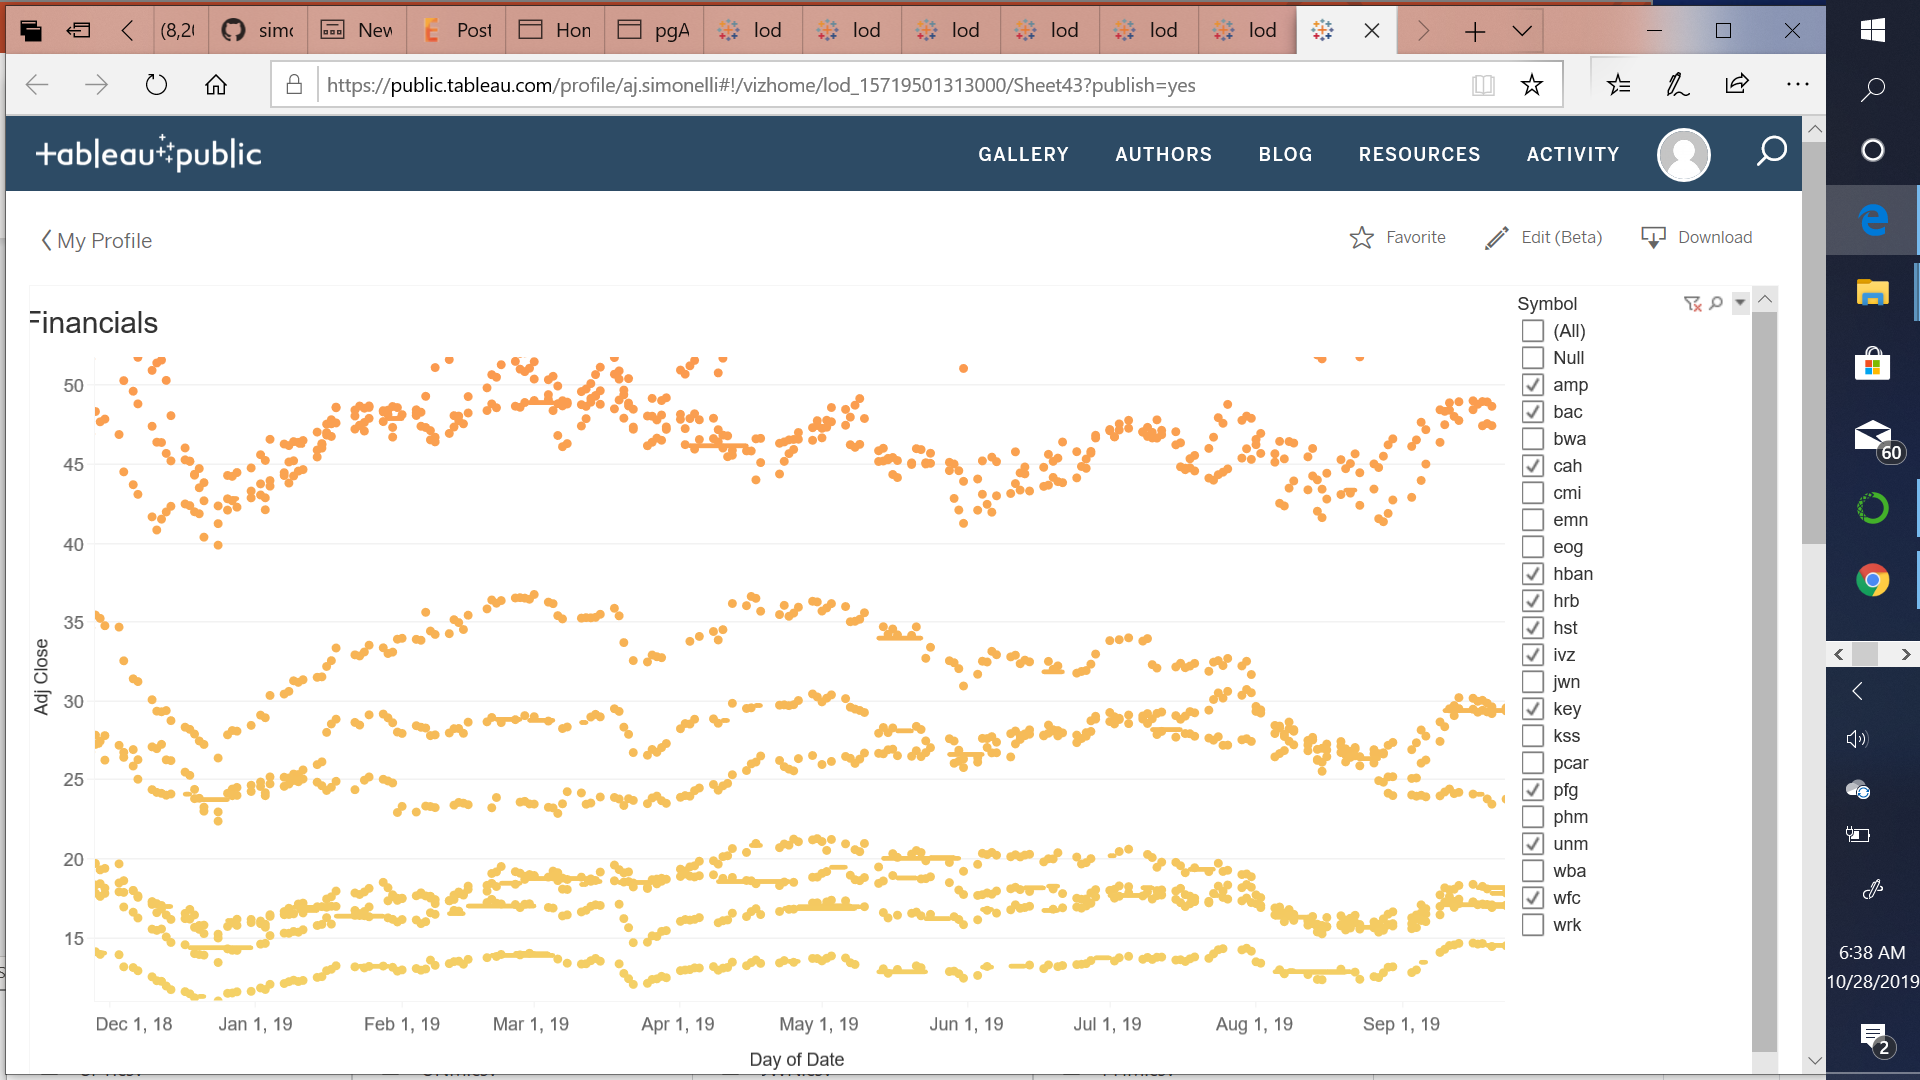 (8,2
simo
New
Post
Hon
pgA
lod
lod
lod
lod
lod
lod
https://public.tableau.com/profile/aj.simonelli#!/vizhome/lod_15719501313000/Sheet43?publish=yes
+ableau public
GALLERY
AUTHORS
BLOG
RESOURCES
ACTIVITY
My Profile
Favorite
Edit (Beta)
Download
Financials
Symbol
(All)
Null
amp
bac
bwa
cah
cmi
emn
eog
hban
hrb
hst
ivz
jwn
key
kss
pcar
pfg
phm
unm
wba
wfc
wrk
50
45
40
35
30
25
20
15
Adj Close
Dec 1, 18
Jan 1, 19
Feb 1, 19
Mar 1, 19
Apr 1, 19
May 1, 19
Jun 1, 19
Jul 1, 19
Aug 1, 19
Sep 1, 19
Day of Date
60
6:38 AM
10/28/2019
2